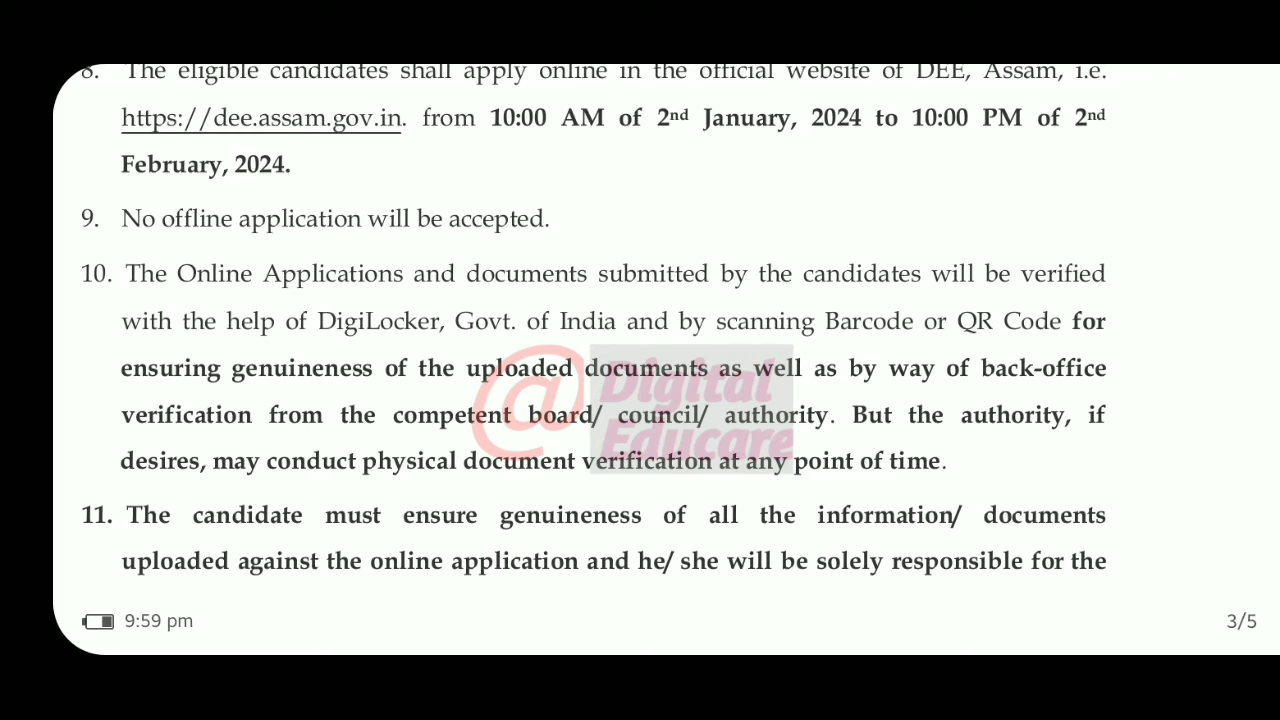 8. The eligible candidates shall apply online in the official website of DEE, Assam, i.e.
https://dee.assam.gov.in. from 10:00 AM of 2nd January, 2024 to 10:00 PM of 2nd
February, 2024.
9. No offline application will be accepted.
10. The Online Applications and documents submitted by the candidates will be verified
with the help of DigiLocker, Govt. of India and by scanning Barcode or QR Code for
ensuring genuineness of the uploaded documents as well as by way of back-office
verification from the competent board/ council/ authority. But the authority, if
desires, may conduct physical document verification at any point of time.
11. The candidate must ensure genuineness of all the information/ documents
uploaded against the online application and he/ she will be solely responsible for the
@Digital
Educare
9:59 pm
3/5